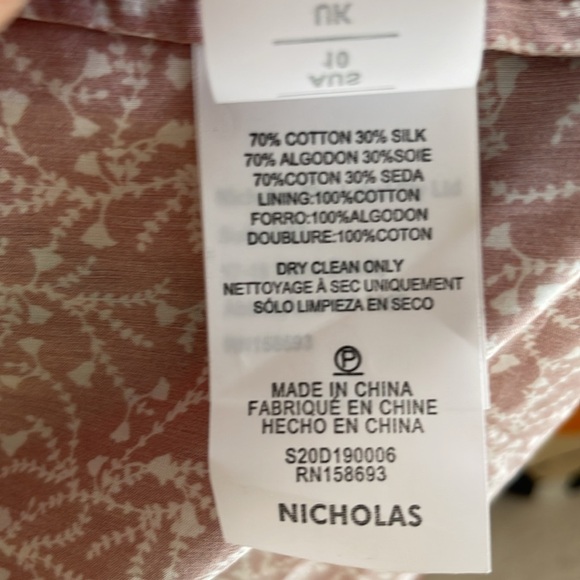 UK
10
AUS
70% COTTON 30% SILK
70% ALGODON 30%SOIE
70%COTON 30% SEDA
LINING:100%COTTON
FORRO:100%ALGODON
DOUBLURE:100%COTON
DRY CLEAN ONLY
NETTOYAGE À SEC UNIQUEMENT
SÓLO LIMPIEZA EN SECO
RN158693
P
MADE IN CHINA
FABRIQUÉ EN CHINE
HECHO EN CHINA
S20D190006
RN158693
NICHOLAS